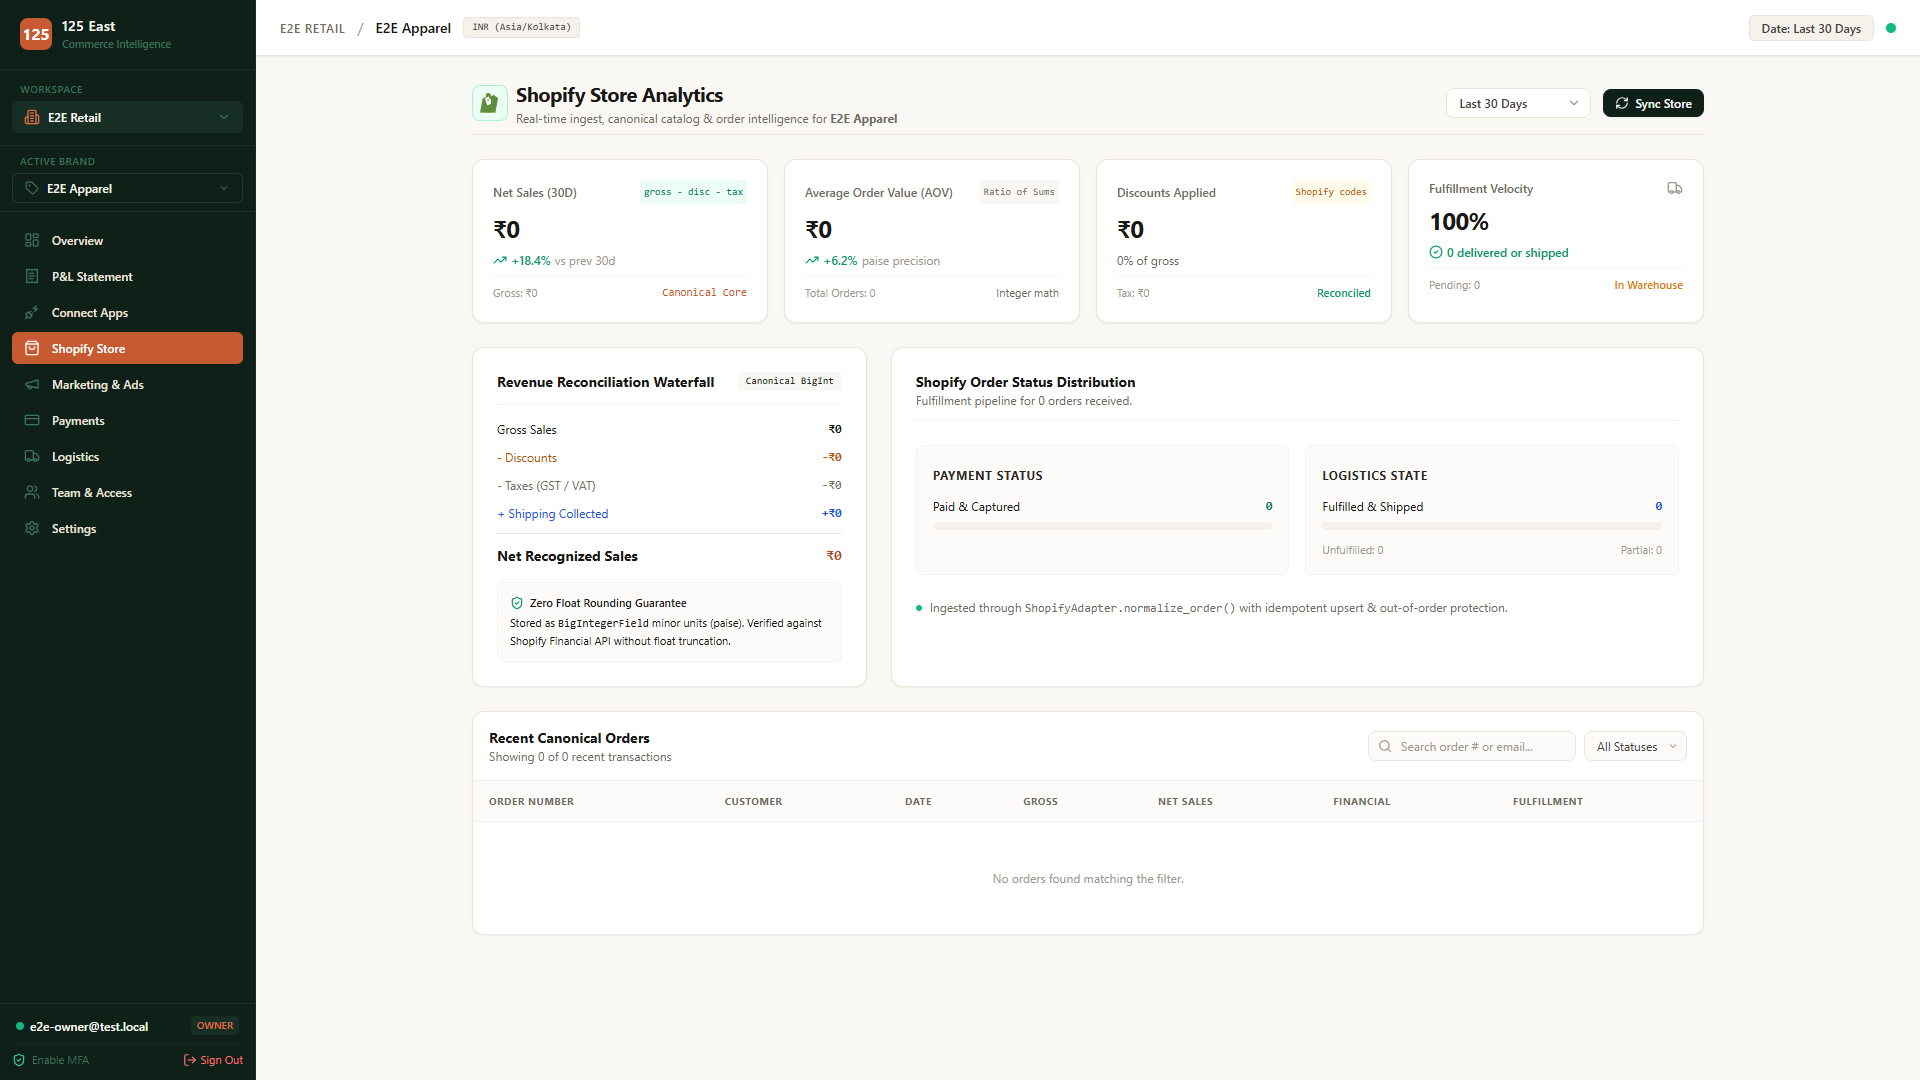 125
125 East
Commerce Intelligence
WORKSPACE
E2E Retail
ACTIVE BRAND
E2E Apparel
Overview
P&L Statement
Connect Apps
Shopify Store
Marketing & Ads
Payments
Logistics
Team & Access
Settings
e2e-owner@test.local
OWNER
Enable MFA
Sign Out
E2E RETAIL / E2E Apparel
INR (Asia/Kolkata)
Date: Last 30 Days
Shopify Store Analytics
Real-time ingest, canonical catalog & order intelligence for E2E Apparel
Last 30 Days
Sync Store
Net Sales (30D)
gross - disc - tax
₹0
+18.4% vs prev 30d
Gross: ₹0
Canonical Core
Average Order Value (AOV)
Ratio of Sums
₹0
+6.2% paise precision
Total Orders: 0
Integer math
Discounts Applied
Shopify codes
₹0
0% of gross
Tax: ₹0
Reconciled
Fulfillment Velocity
100%
0 delivered or shipped
Pending: 0
In Warehouse
Revenue Reconciliation Waterfall
Canonical BigInt
Gross Sales ₹0
- Discounts -₹0
- Taxes (GST / VAT) -₹0
+ Shipping Collected +₹0
Net Recognized Sales ₹0
Zero Float Rounding Guarantee
Stored as BigIntegerField minor units (paise). Verified against
Shopify Financial API without float truncation.
Shopify Order Status Distribution
Fulfillment pipeline for 0 orders received.
PAYMENT STATUS
Paid & Captured 0
LOGISTICS STATE
Fulfilled & Shipped 0
Unfulfilled: 0 Partial: 0
Ingested through ShopifyAdapter.normalize_order() with idempotent upsert & out-of-order protection.
Recent Canonical Orders
Showing 0 of 0 recent transactions
Search order # or email...
All Statuses
ORDER NUMBER CUSTOMER DATE GROSS NET SALES FINANCIAL FULFILLMENT
No orders found matching the filter.